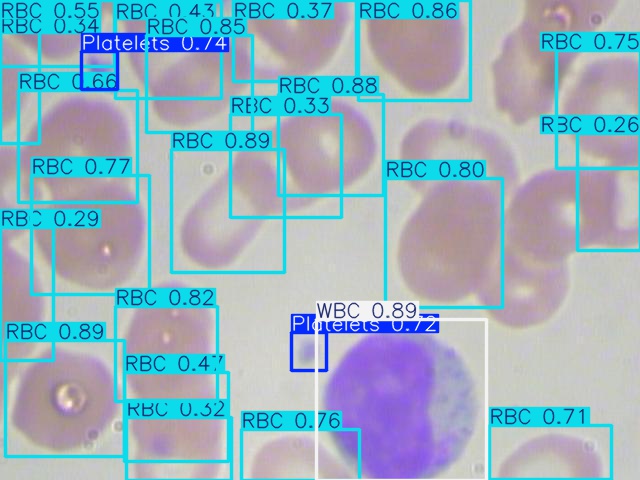 RBC 0.55
RBC 0.43
RBC 0.37
RBC 0.86
RBC 0.34
RBC 0.85
Platelets 0.74
RBC 0.75
RBC 0.66
RBC 0.88
RBC 0.33
RBC 0.26
RBC 0.89
RBC 0.77
RBC 0.80
RBC 0.29
RBC 0.82
WBC 0.89
Platelets 0.72
RBC 0.89
RBC 0.47
RBC 0.32
RBC 0.76
RBC 0.71